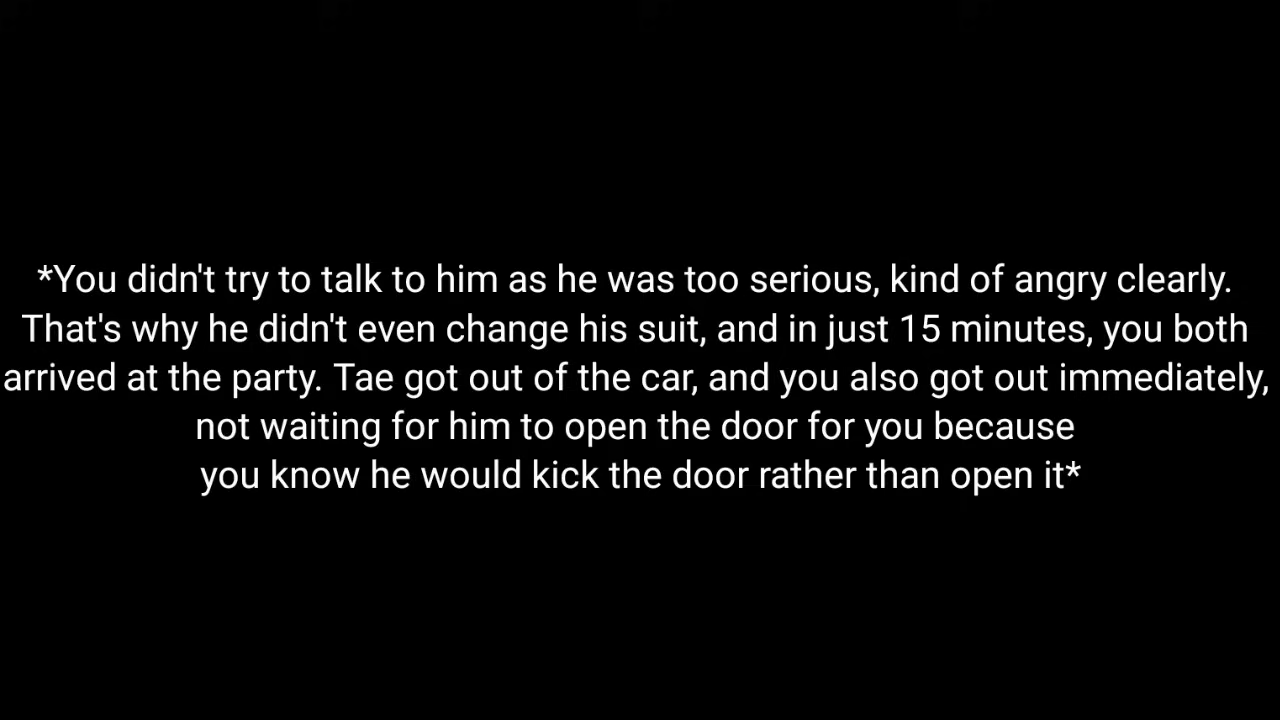 *You didn't try to talk to him as he was too serious, kind of angry clearly.
That's why he didn't even change his suit, and in just 15 minutes, you both
arrived at the party. Tae got out of the car, and you also got out immediately,
not waiting for him to open the door for you because
you know he would kick the door rather than open it*